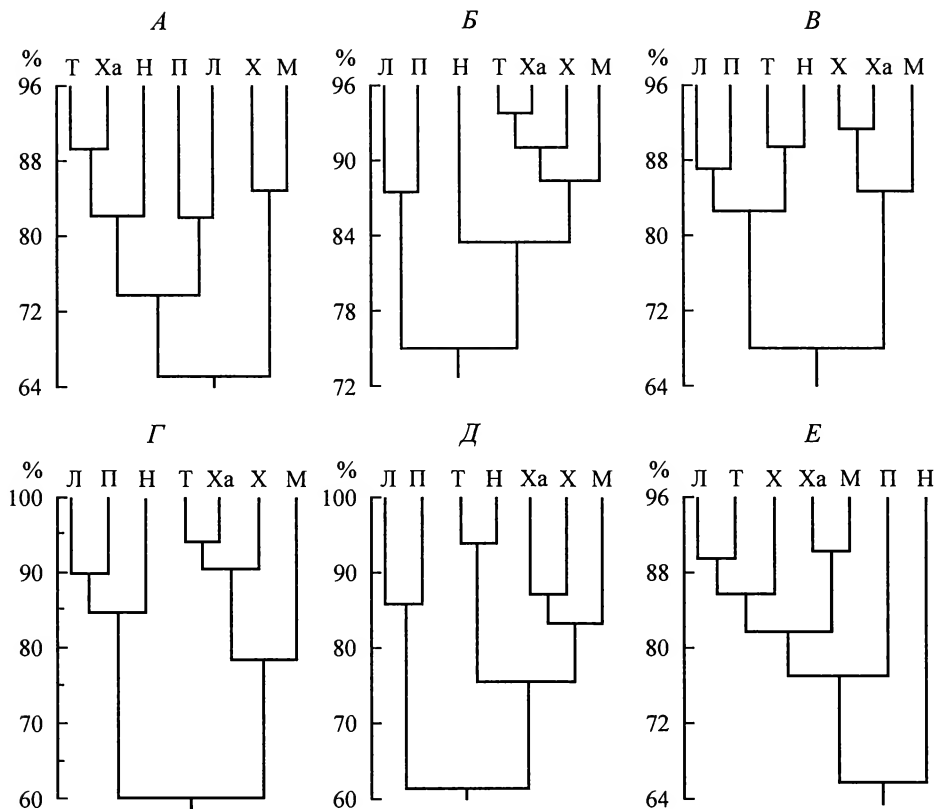 А Б В
% Т Ха Н П Л Х М % Л П Н Т Ха Х М % Л П Т Н Х Ха М
96 96 96
88 90 88
80 84 80
72 78 72
64 72 64
Г Д Е
% Л П Н Т Ха Х М % Л П Т Н Ха Х М % Л Т Х Ха М П Н
100 100 96
90 90 88
80 80 80
70 70 72
60 60 64